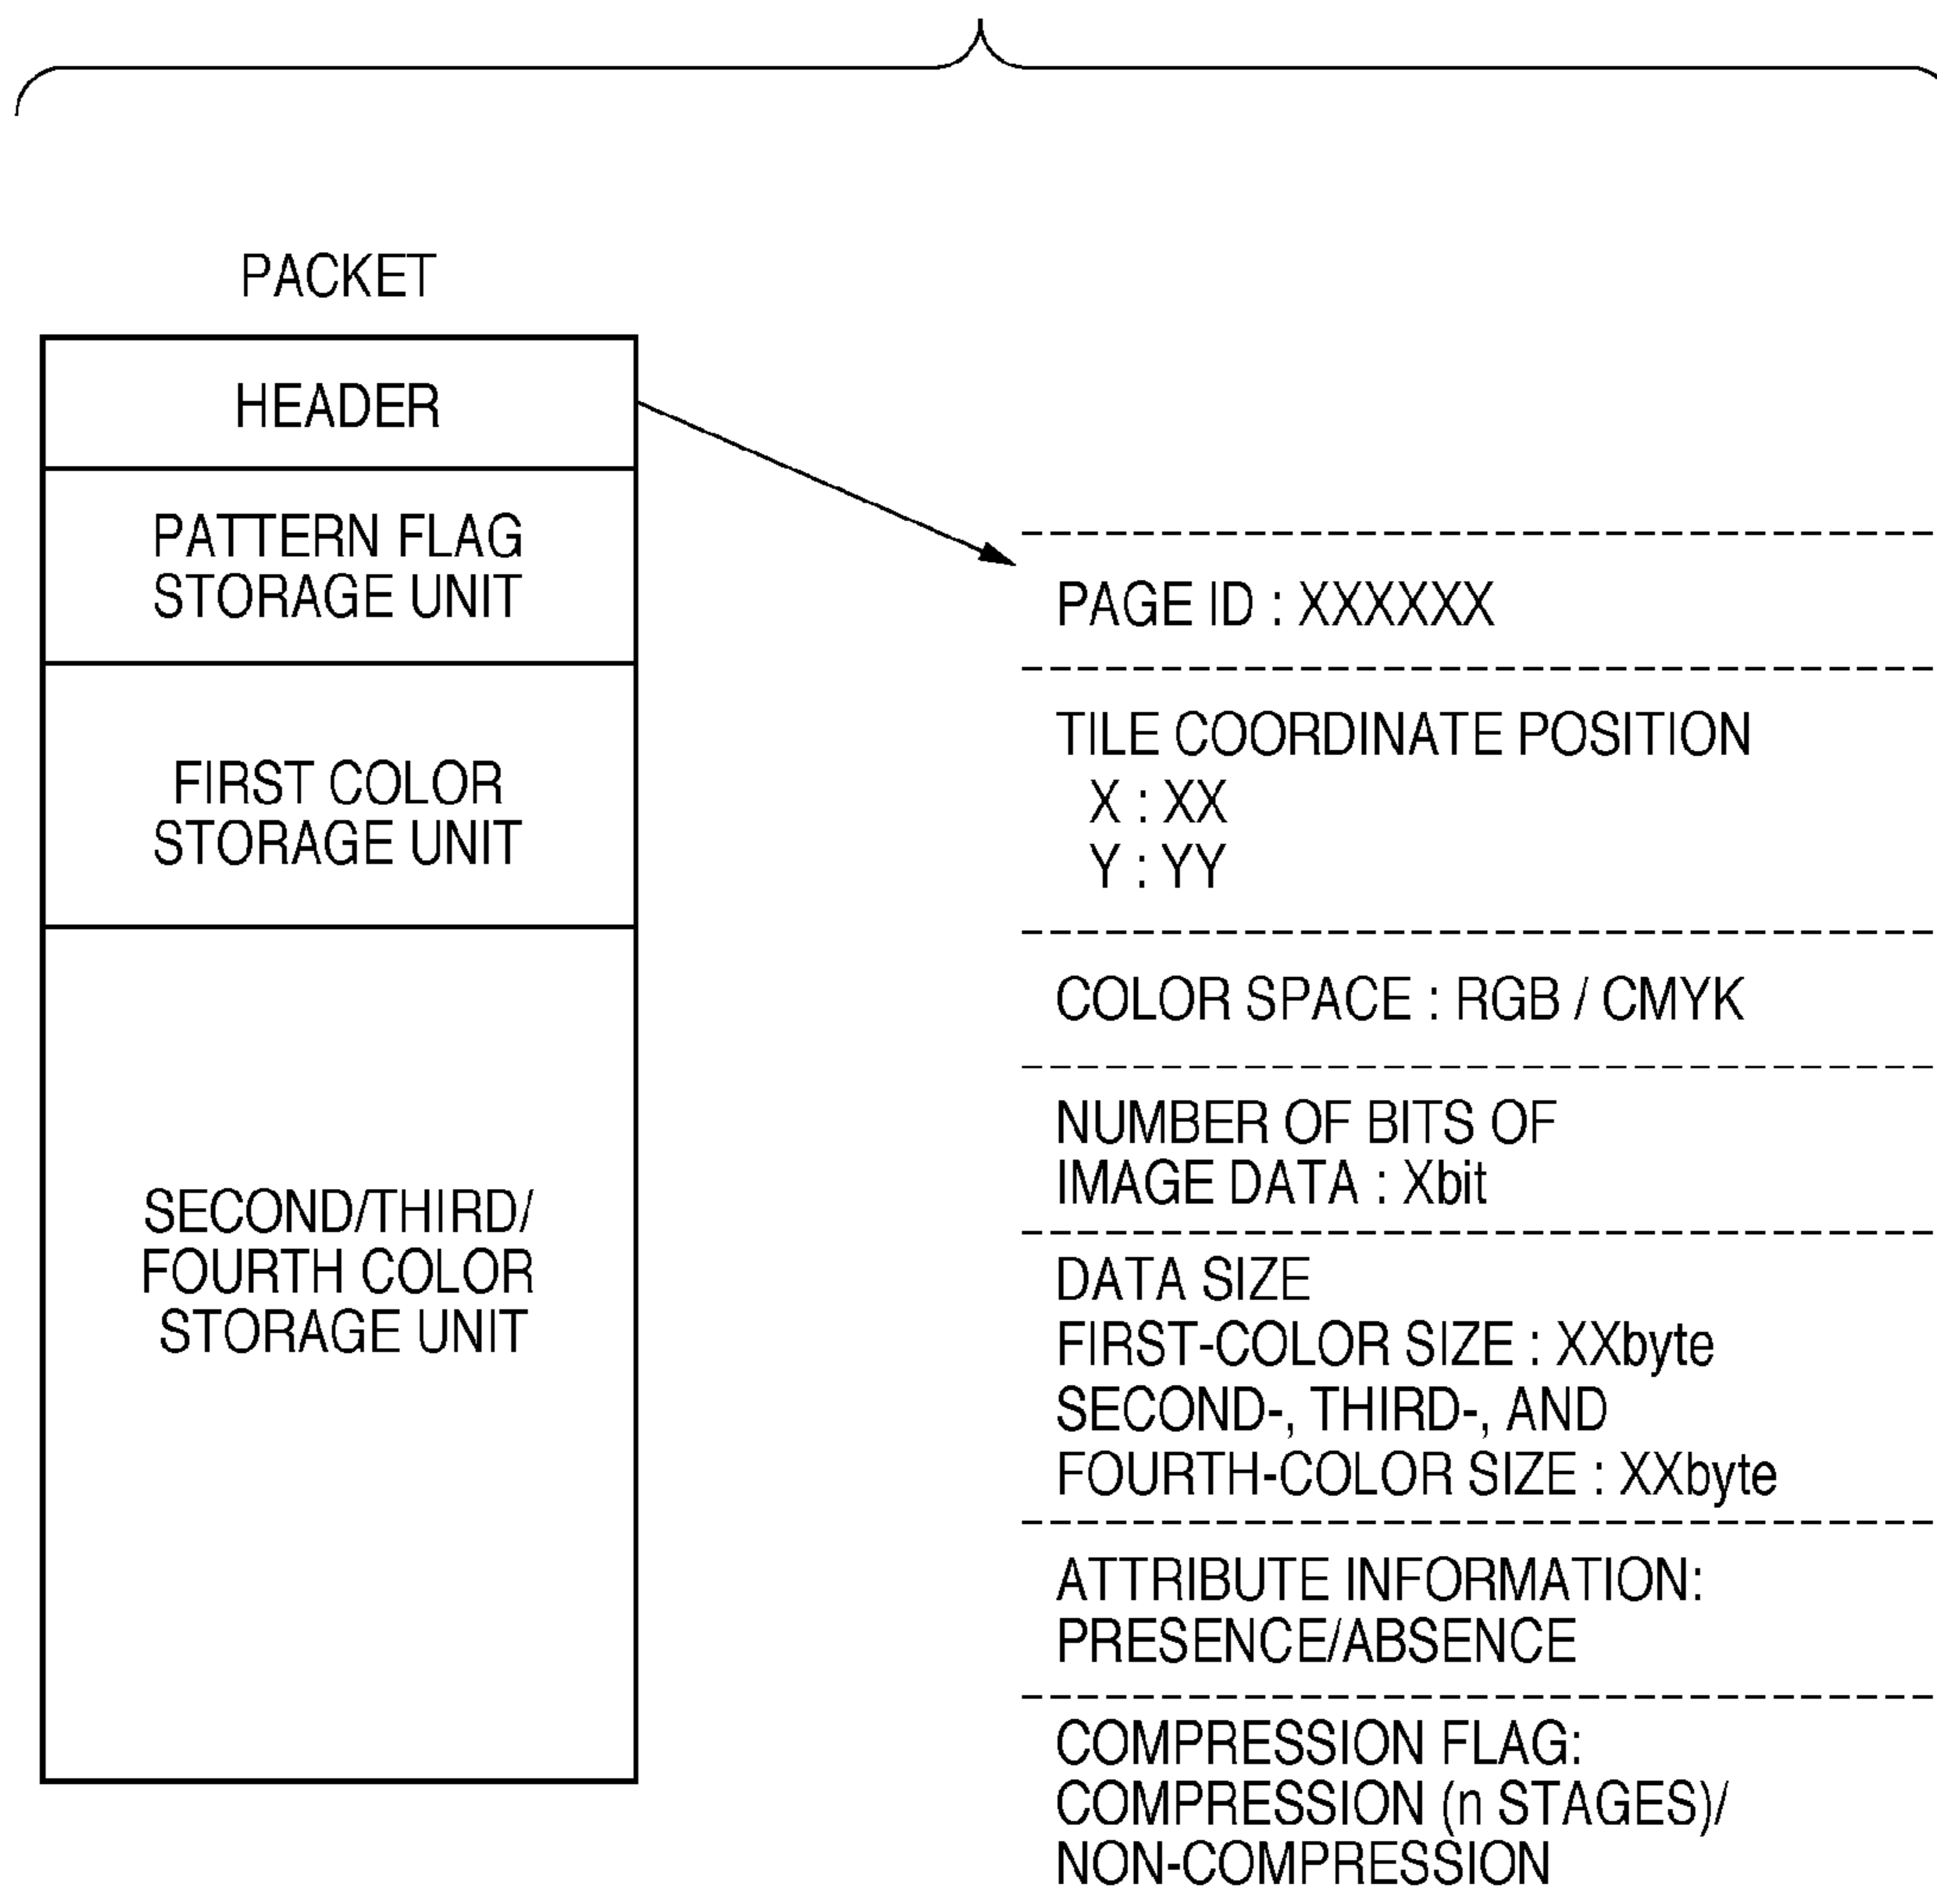 PACKET
HEADER
PATTERN FLAG
STORAGE UNIT
FIRST COLOR
STORAGE UNIT
SECOND/THIRD/
FOURTH COLOR
STORAGE UNIT
PAGE ID : XXXXXX
TILE COORDINATE POSITION
X : XX
Y : YY
COLOR SPACE : RGB / CMYK
NUMBER OF BITS OF
IMAGE DATA : Xbit
DATA SIZE
FIRST-COLOR SIZE : XXbyte
SECOND-, THIRD-, AND
FOURTH-COLOR SIZE : XXbyte
ATTRIBUTE INFORMATION:
PRESENCE/ABSENCE
COMPRESSION FLAG:
COMPRESSION (n STAGES)/
NON-COMPRESSION